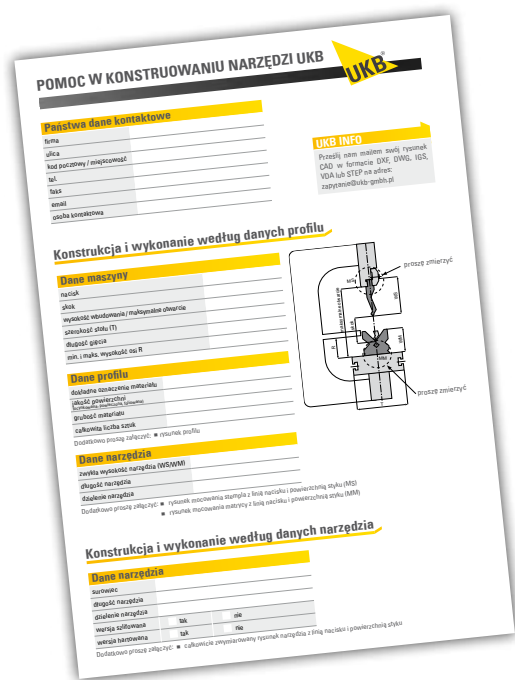 POMOC W KONSTRUOWANIU NARZĘDZI UKB
UKB®
Państwa dane kontaktowe
firma
ulica
kod pocztowy / miejscowość
tel.
faks
email
osoba kontaktowa
UKB INFO
Prześlij nam mailem swój rysunek
CAD w formacie DXF, DWG, IGS,
VDA lub STEP na adres:
zapytanie@ukb-gmbh.pl
Konstrukcja i wykonanie według danych profilu
Dane maszyny
nacisk
skok
wysokość wbudowania / maksymalne otwarcie
szerokość stołu (T)
długość gięcia
min. i maks. wysokość osi R
proszę zmierzyć
MS
WS
skok
R
WM
MM
T
proszę zmierzyć
Dane profilu
dokładne oznaczenie materiału
jakość powierzchni
grubość materiału
całkowita liczba sztuk
Dodatkowo proszę załączyć: ■ rysunek profilu
Dane narzędzia
zwykła wysokość narzędzia (WS/WM)
długość narzędzia
dzielenie narzędzia
Dodatkowo proszę załączyć: ■ rysunek mocowania stempla z linią nacisku i powierzchnią styku (MS)
■ rysunek mocowania matrycy z linią nacisku i powierzchnią styku (MM)
Konstrukcja i wykonanie według danych narzędzia
Dane narzędzia
surowiec
długość narzędzia
dzielenie narzędzia
wersja szlifowana tak nie
wersja hartowana tak nie
Dodatkowo proszę załączyć: ■ całkowicie zwymiarowany rysunek narzędzia z linią nacisku i powierzchnią styku